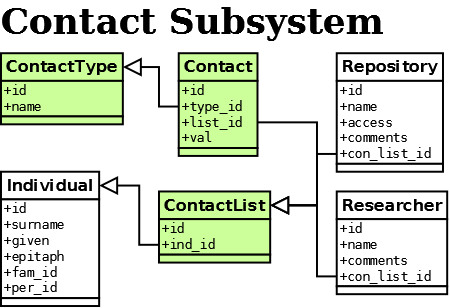 Contact Subsystem
ContactType
+id
+name
Contact
+id
+type_id
+list_id
+val
Repository
+id
+name
+access
+comments
+con_list_id
Individual
+id
+surname
+given
+epitaph
+fam_id
+per_id
ContactList
+id
+ind_id
Researcher
+id
+name
+comments
+con_list_id